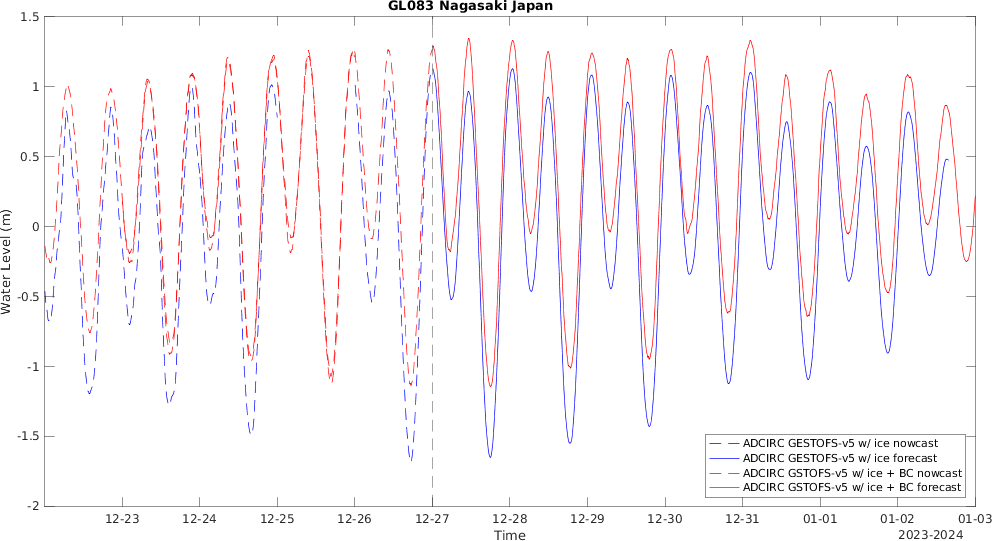 GL083 Nagasaki Japan
1.5
1
0.5
0
-0.5
-1
-1.5
-2
Water Level (m)
12-23 12-24 12-25 12-26 12-27 12-28 12-29 12-30 12-31 01-01 01-02 01-03
Time
2023-2024
ADCIRC GESTOFS-v5 w/ ice nowcast
ADCIRC GESTOFS-v5 w/ ice forecast
ADCIRC GSTOFS-v5 w/ ice + BC nowcast
ADCIRC GSTOFS-v5 w/ ice + BC forecast